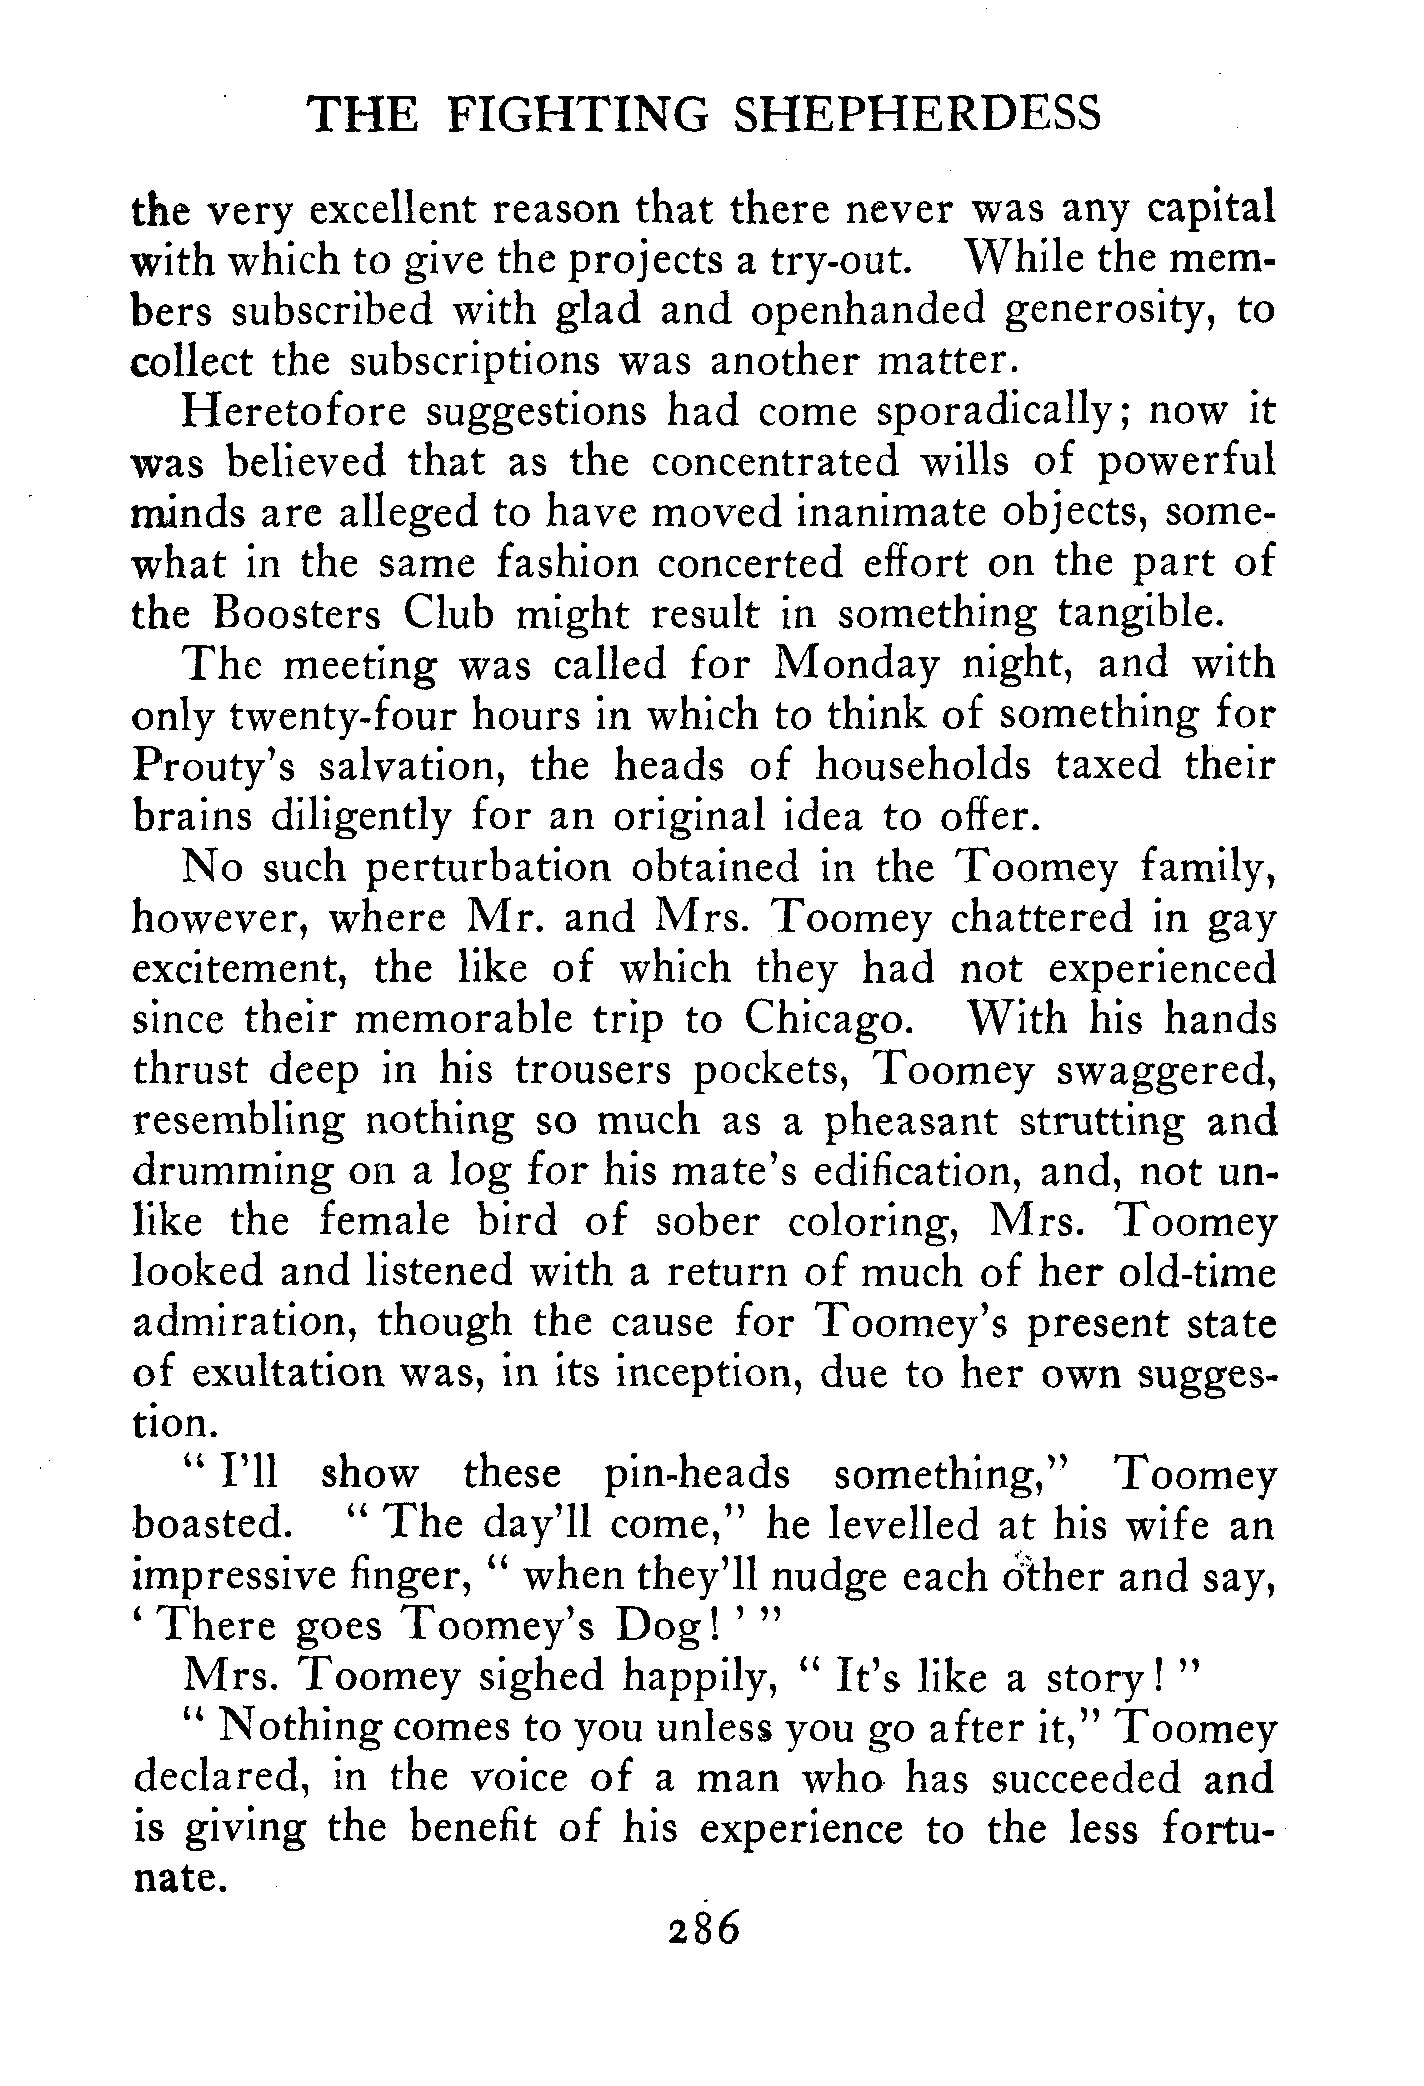 THE FIGHTING SHEPHERDESS
the very excellent reason that there never was any capital
with which to give the projects a try-out. While the mem-
bers subscribed with glad and openhanded generosity, to
collect the subscriptions was another matter.
Heretofore suggestions had come sporadically; now it
was believed that as the concentrated wills of powerful
minds are alleged to have moved inanimate objects, some-
what in the same fashion concerted effort on the part of
the Boosters Club might result in something tangible.
The meeting was called for Monday night, and with
only twenty-four hours in which to think of something for
Prouty's salvation, the heads of households taxed their
brains diligently for an original idea to offer.
No such perturbation obtained in the Toomey family,
however, where Mr. and Mrs. Toomey chattered in gay
excitement, the like of which they had not experienced
since their memorable trip to Chicago. With his hands
thrust deep in his trousers pockets, Toomey swaggered,
resembling nothing so much as a pheasant strutting and
drumming on a log for his mate's edification, and, not un-
like the female bird of sober coloring, Mrs. Toomey
looked and listened with a return of much of her old-time
admiration, though the cause for Toomey's present state
of exultation was, in its inception, due to her own sugges-
tion.
" I'll show these pin-heads something," Toomey
boasted. " The day'll come," he levelled at his wife an
impressive finger, " when they'll nudge each other and say,
' There goes Toomey's Dog! ' "
Mrs. Toomey sighed happily, " It's like a story! "
" Nothing comes to you unless you go after it," Toomey
declared, in the voice of a man who has succeeded and
is giving the benefit of his experience to the less fortu-
nate.
286